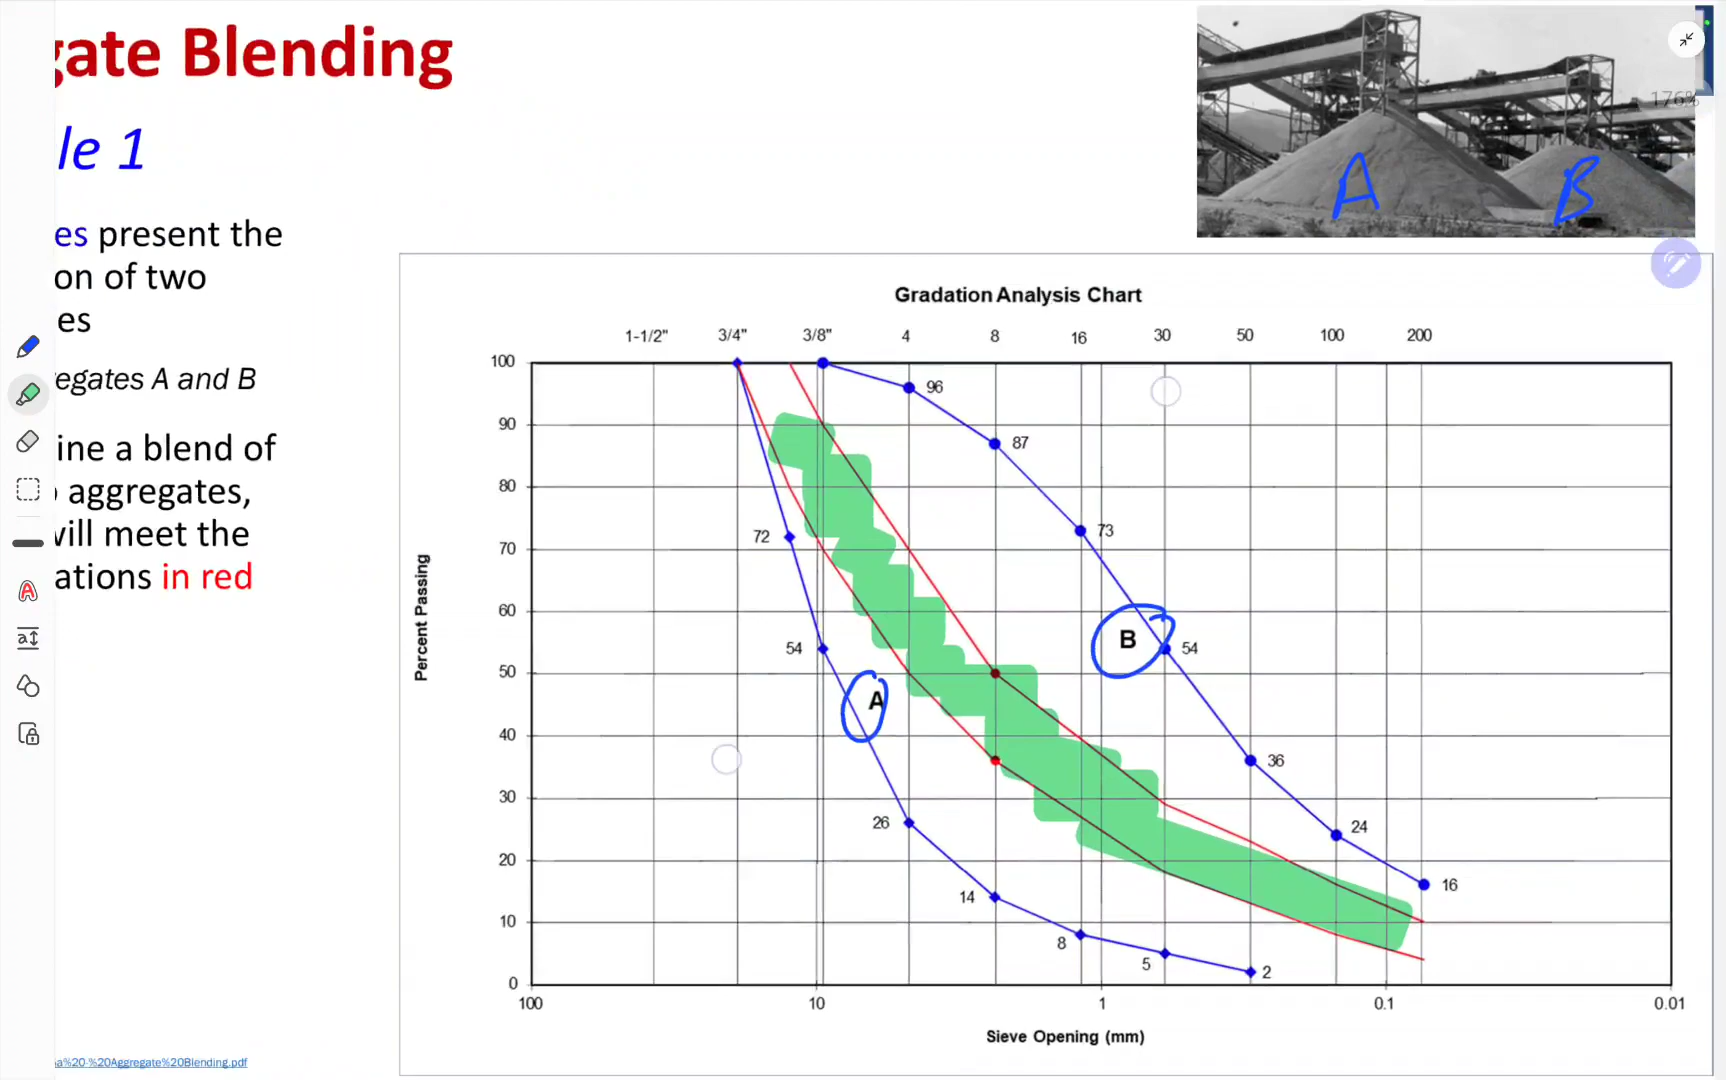 gate Blending
le 1
es present the
on of two
es
egates A and B
ine a blend of
aggregates,
will meet the
ations in red
A
B
176%
Gradation Analysis Chart
1-1/2" 3/4" 3/8" 4 8 16 30 50 100 200
100
90
80
70
60
50
40
30
20
10
0
Percent Passing
96
87
73
72
54
B
54
A
36
26
24
14
16
8
5
2
100 10 1 0.1 0.01
Sieve Opening (mm)
a%20-%20Aggregate%20Blending.pdf